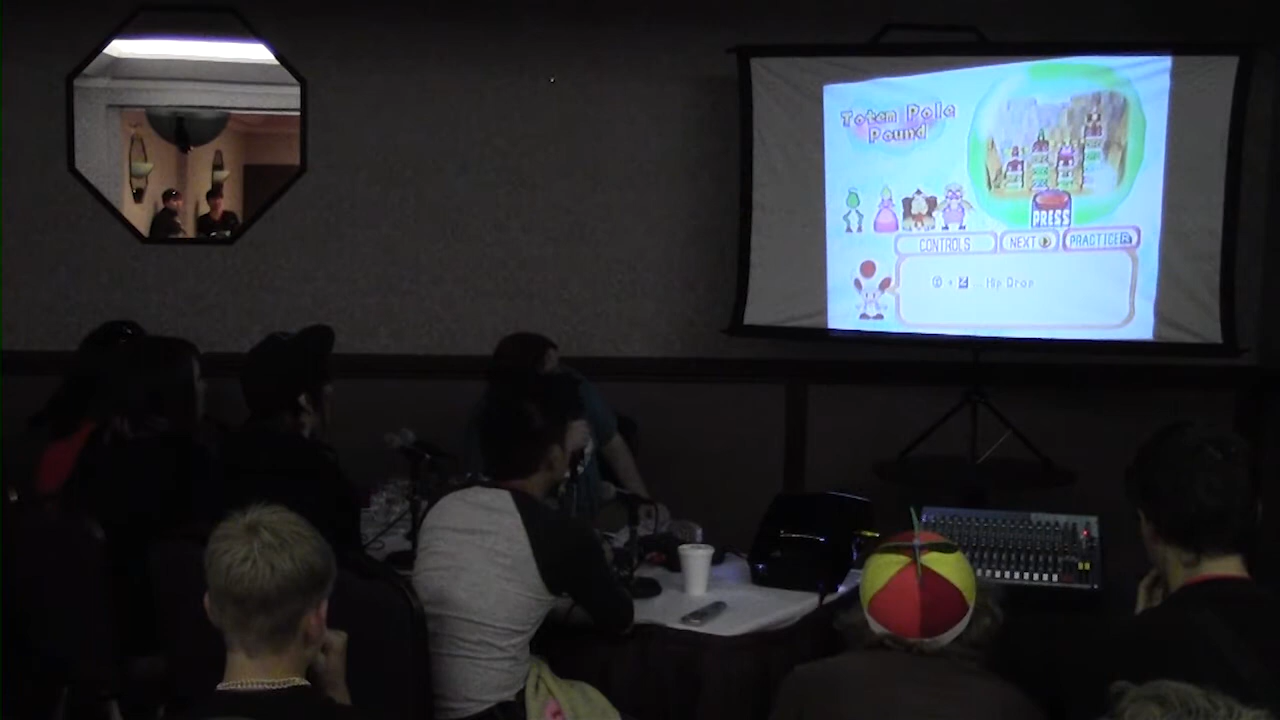 Totem Pole
Pound
PRESS
CONTROLS
NEXT
PRACTICE R
+ Z ... Hip Drop